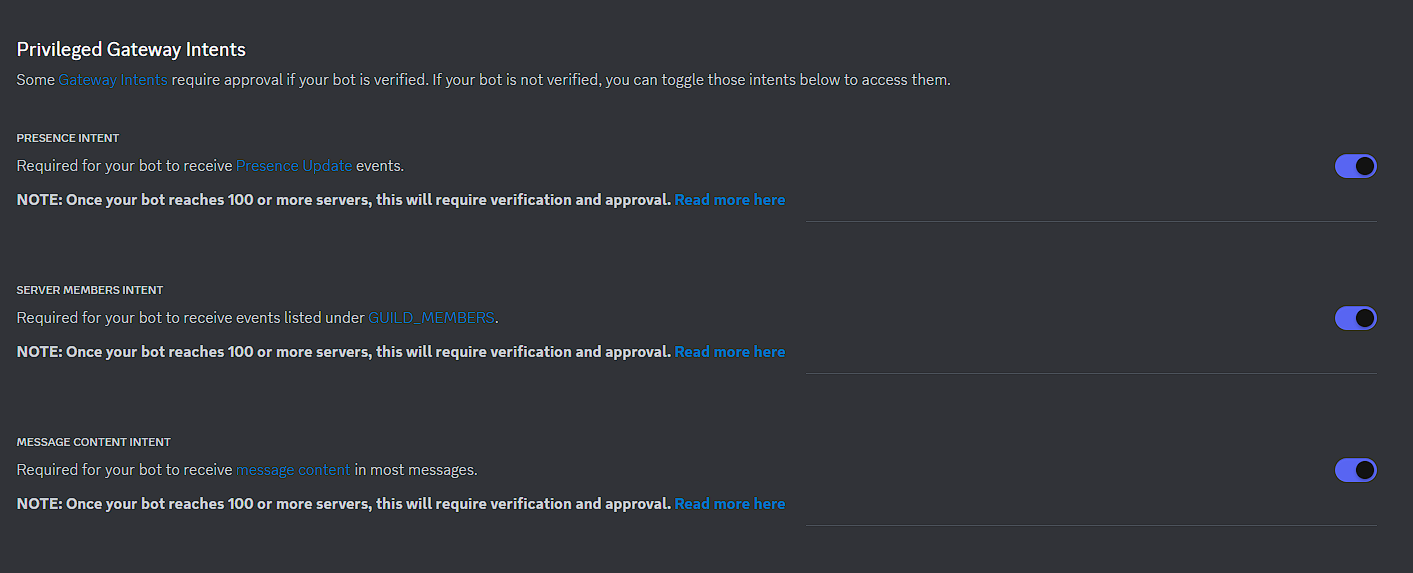 Privileged Gateway Intents
Some Gateway Intents require approval if your bot is verified. If your bot is not verified, you can toggle those intents below to access them.
PRESENCE INTENT
Required for your bot to receive Presence Update events.
NOTE: Once your bot reaches 100 or more servers, this will require verification and approval. Read more here
SERVER MEMBERS INTENT
Required for your bot to receive events listed under GUILD_MEMBERS.
NOTE: Once your bot reaches 100 or more servers, this will require verification and approval. Read more here
MESSAGE CONTENT INTENT
Required for your bot to receive message content in most messages.
NOTE: Once your bot reaches 100 or more servers, this will require verification and approval. Read more here